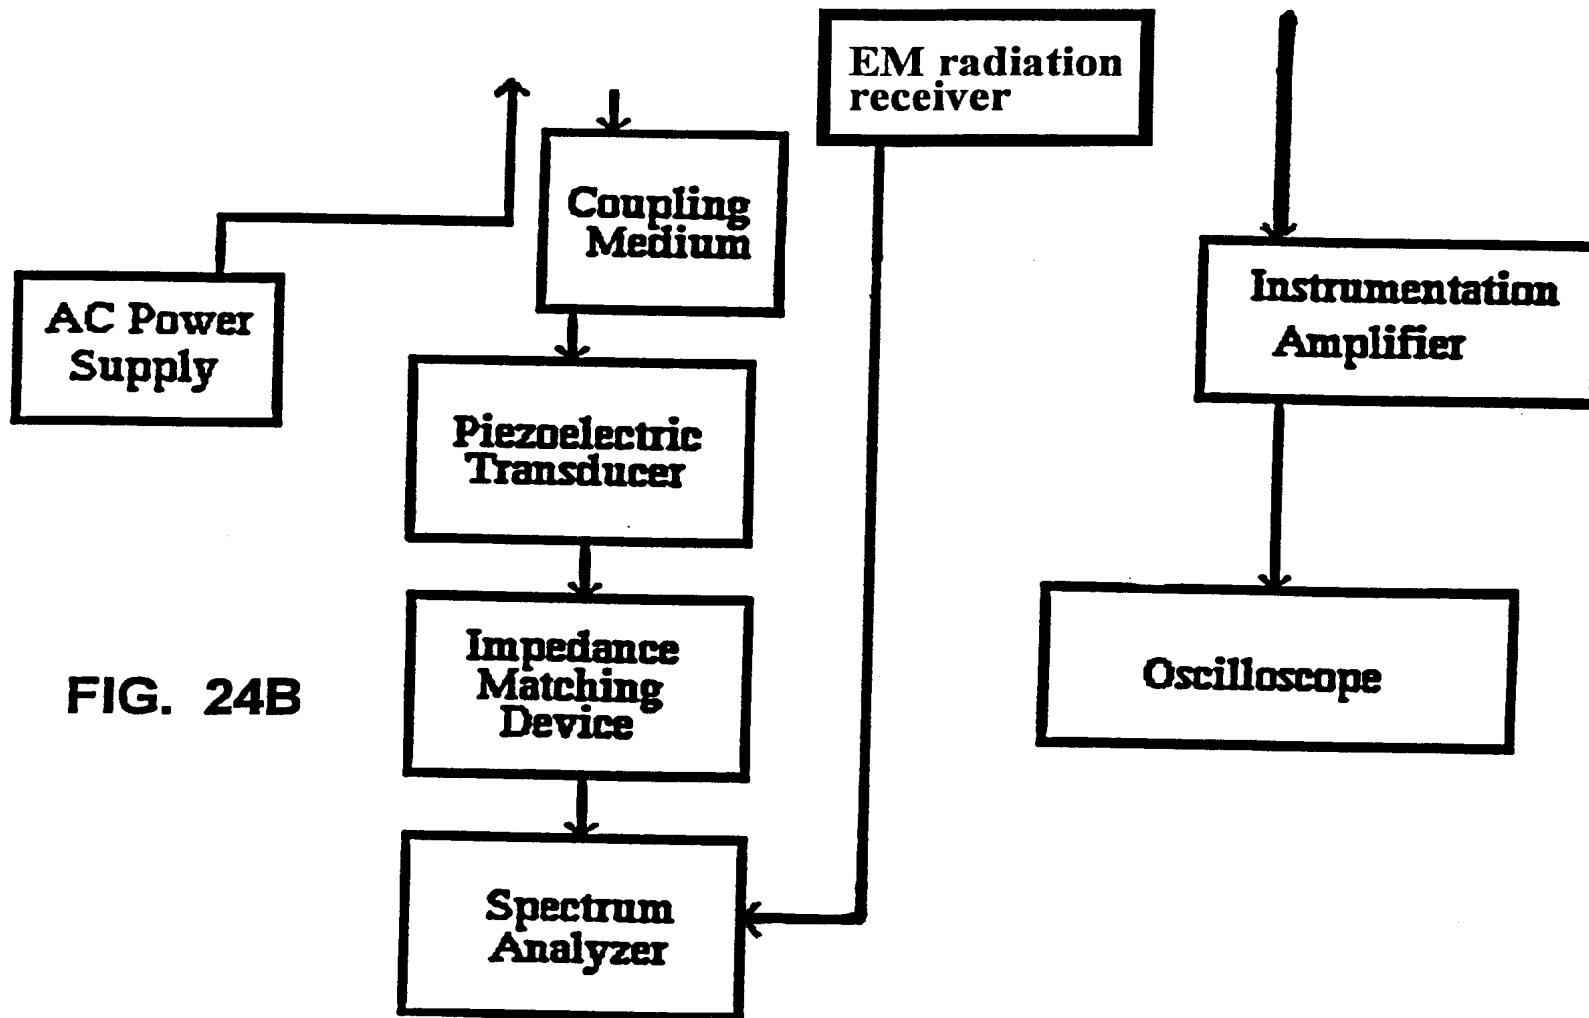 EM radiation
receiver
Coupling
Medium
AC Power
Supply
Instrumentation
Amplifier
Piezoelectric
Transducer
Impedance
Matching
Device
Oscilloscope
FIG. 24B
Spectrum
Analyzer